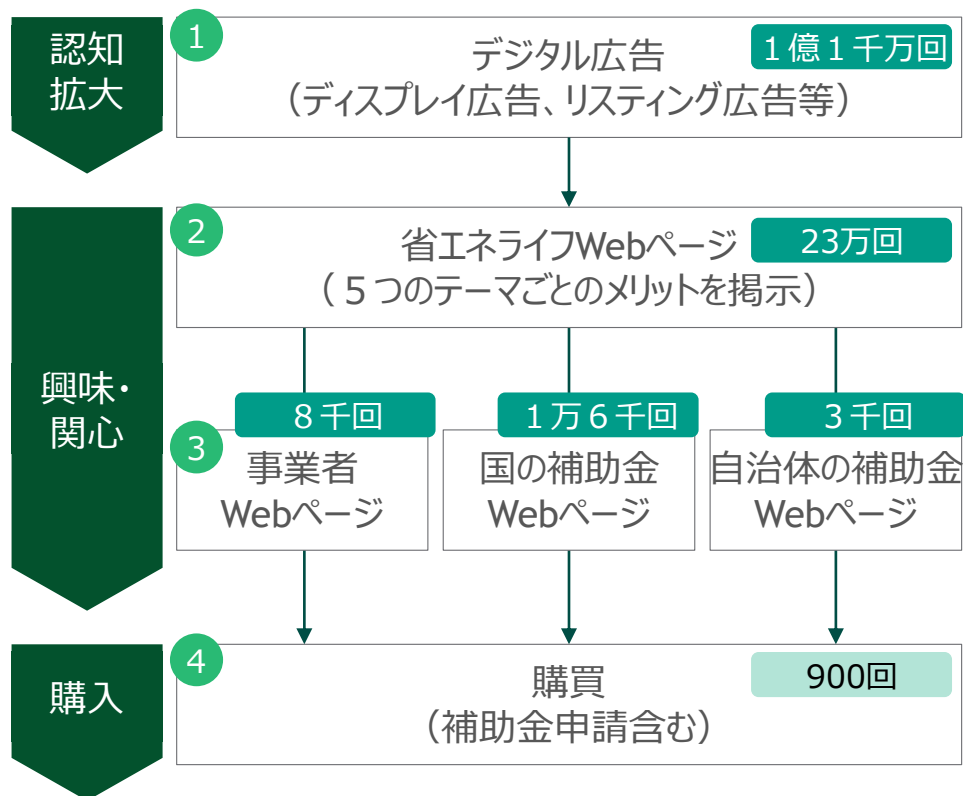 認知
拡大
1
デジタル広告
１億１千万回
（ディスプレイ広告、リスティング広告等）
興味・
関心
2
省エネライフWebページ
23万回
（５つのテーマごとのメリットを掲示）
８千回
１万６千回
３千回
3
事業者
Webページ
国の補助金
Webページ
自治体の補助金
Webページ
購入
4
購買
900回
（補助金申請含む）